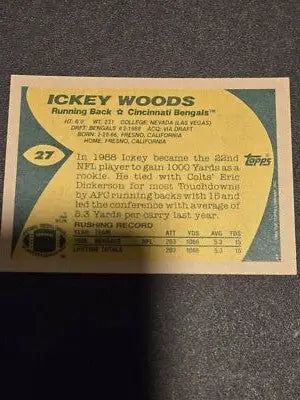 ICKEY WOODS
Running Back ☆ Cincinnati Bengals™
HT: 6'2" WT: 231 COLLEGE: NEVADA (LAS VEGAS)
DRAFT: BENGALS #2-1988 ACQ: VIA DRAFT
BORN: 2-28-66, FRESNO, CALIFORNIA
HOME: FRESNO, CALIFORNIA
27
Topps
In 1988 Ickey became the 22nd
NFL player to gain 1000 Yards as a
rookie. He tied with Colts' Eric
Dickerson for most Touchdowns
by AFC running backs with 15 and
led the conference with average of
5.3 Yards per carry last year.
RUSHING RECORD
YEAR TEAM ATT YDS AVG TD
1988 BENGALS NFL 203 1066 5.3 15
LIFETIME TOTALS 203 1066 5.3 15